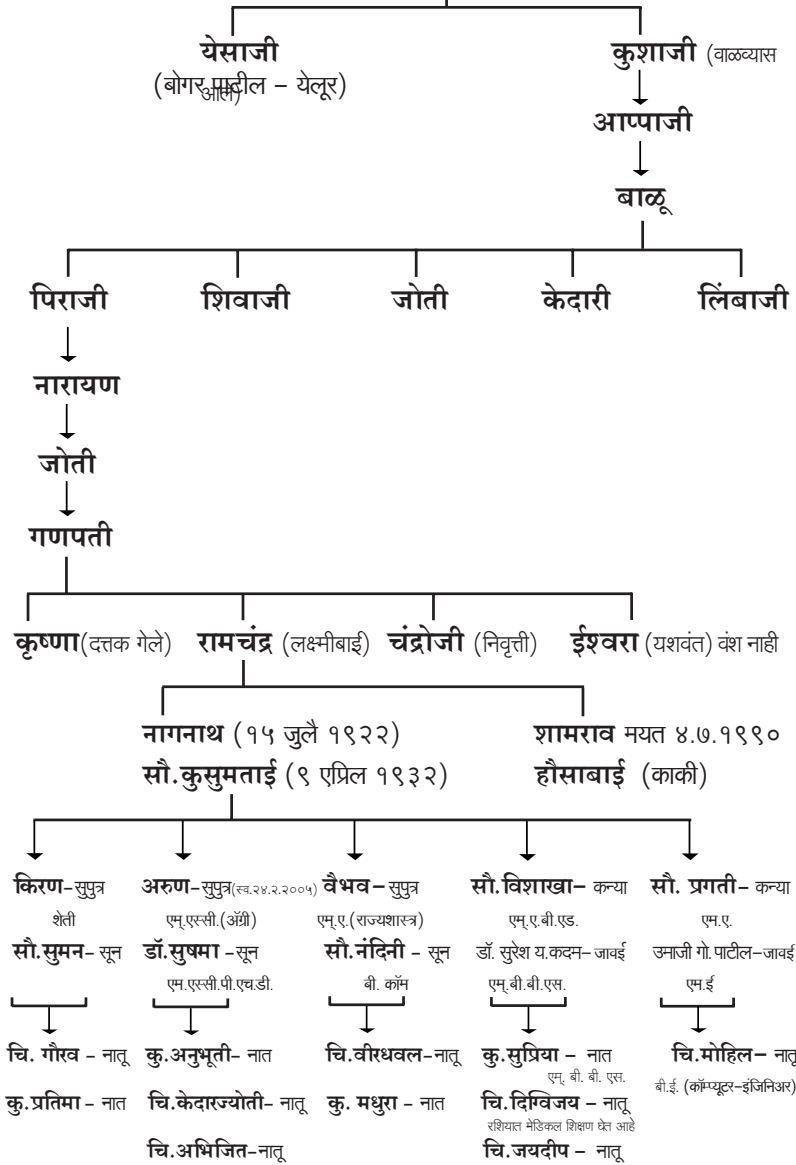 येसाजी कुशाजी (वाळव्यास
(बोगर पाटील – येलूर)
आले)
आप्पाजी
बाळू
पिराजी शिवाजी जोती केदारी लिंबाजी
नारायण
जोती
गणपती
कृष्णा(दत्तक गेले) रामचंद्र (लक्ष्मीबाई) चंद्रोजी (निवृत्ती) ईश्वरा (यशवंत) वंश नाही
नागनाथ (१५ जुलै १९२२) शामराव मयत ४.७.१९९०
सौ.कुसुमताई (९ एप्रिल १९३२) हौसाबाई (काकी)
किरण–सुपुत्र अरुण–सुपुत्र(स्व.२४.२.२००५) वैभव– सुपुत्र सौ.विशाखा– कन्या सौ. प्रगती– कन्या
शेती एम्.एस्सी.(अ‍ॅग्री) एम्.ए.(राज्यशास्त्र) एम्.ए.बी.एड. एम.ए.
सौ.सुमन– सून डॉ.सुषमा –सून सौ.नंदिनी – सून डॉ. सुरेश य.कदम–जावई उमाजी गो.पाटील–जावई
एम.एस्सी.पी.एच.डी. बी. कॉम एम्.बी.बी.एस. एम.ई
चि. गौरव – नातू कु.अनुभूती– नात चि.वीरधवल–नातू कु.सुप्रिया – नात चि.मोहिल– नातू
एम्. बी. बी. एस. बी.ई. (कॉम्प्यूटर–इंजिनिअर)
कु.प्रतिमा – नात चि.केदारज्योती– नातू कु. मधुरा – नात चि.दिग्विजय – नातू
रशियात मेडिकल शिक्षण घेत आहे
चि.अभिजित–नातू चि.जयदीप – नातू